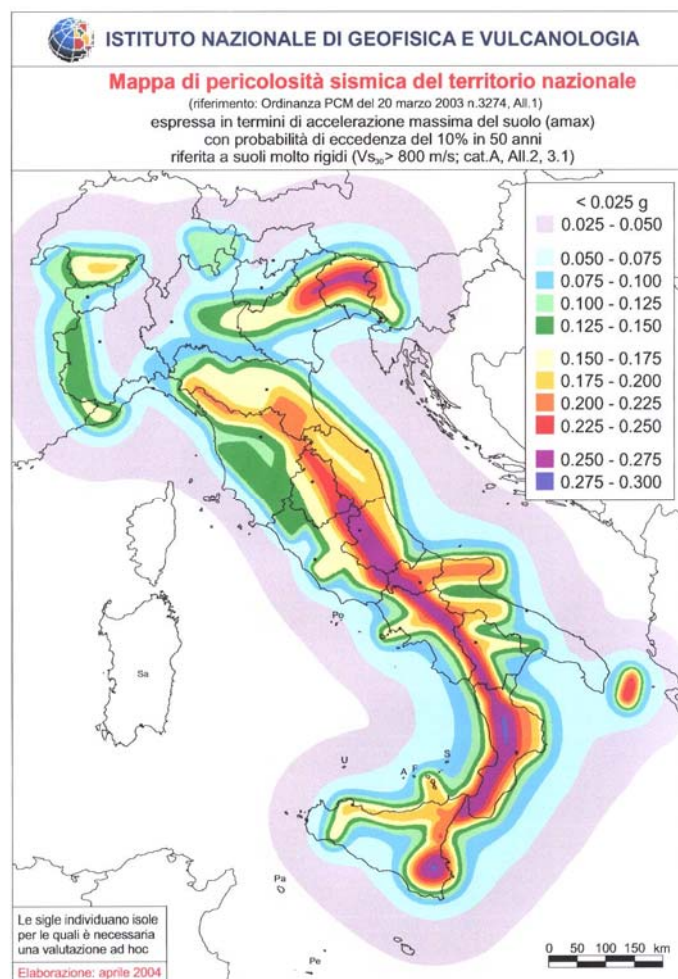 ISTITUTO NAZIONALE DI GEOFISICA E VULCANOLOGIA
Mappa di pericolosità sismica del territorio nazionale
(riferimento: Ordinanza PCM del 20 marzo 2003 n.3274, All.1)
espressa in termini di accelerazione massima del suolo (amax)
con probabilità di eccedenza del 10% in 50 anni
riferita a suoli molto rigidi (Vs30> 800 m/s; cat.A, All.2, 3.1)
< 0.025 g
0.025 - 0.050
0.050 - 0.075
0.075 - 0.100
0.100 - 0.125
0.125 - 0.150
0.150 - 0.175
0.175 - 0.200
0.200 - 0.225
0.225 - 0.250
0.250 - 0.275
0.275 - 0.300
Po
Sa
U
A
F
S
Pa
Pe
Le sigle individuano isole
per le quali è necessaria
una valutazione ad hoc
Elaborazione: aprile 2004
0 50 100 150 km